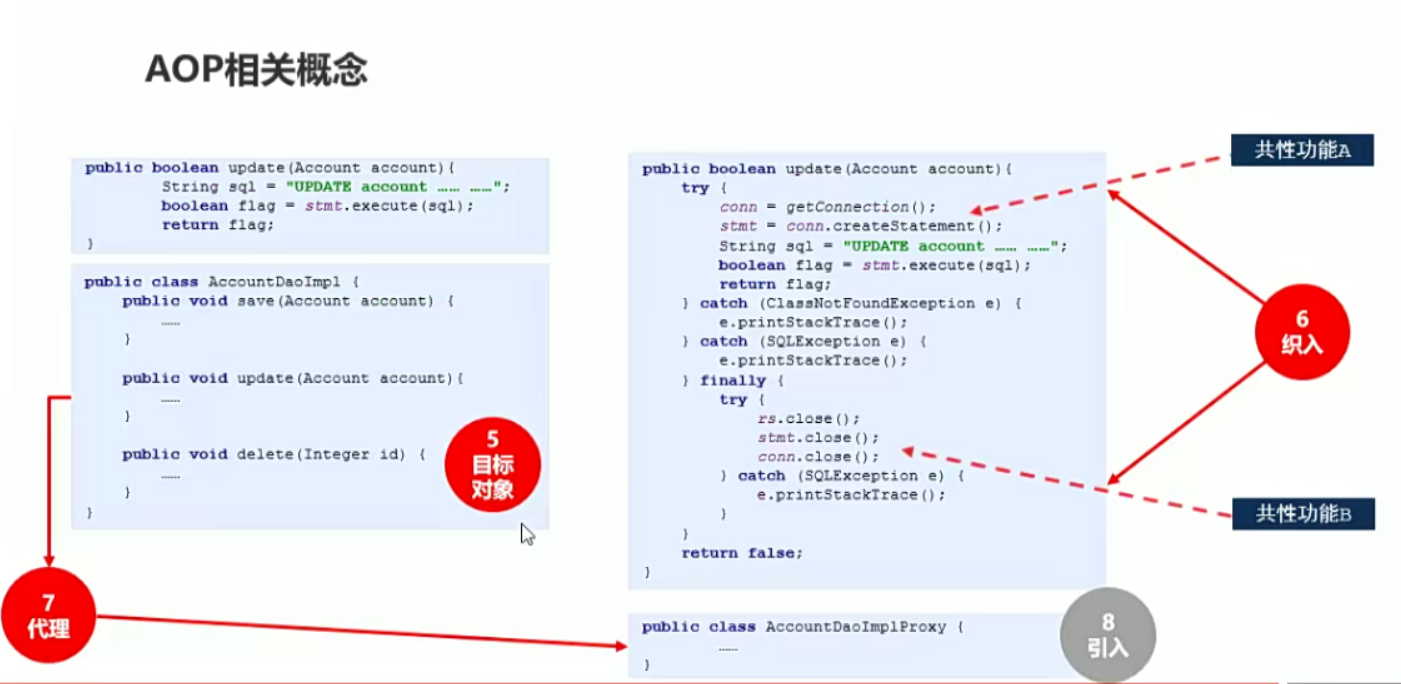 AOP相关概念
public boolean update(Account account){
String sql = "UPDATE account …… ……";
boolean flag = stmt.execute(sql);
return flag;
}
public class AccountDaoImpl {
public void save(Account account) {
……
}
public void update(Account account){
……
}
public void delete(Integer id) {
……
}
}
5
目标
对象
7
代理
public boolean update(Account account){
try {
conn = getConnection();
stmt = conn.createStatement();
String sql = "UPDATE account …… ……";
boolean flag = stmt.execute(sql);
return flag;
} catch (ClassNotFoundException e) {
e.printStackTrace();
} catch (SQLException e) {
e.printStackTrace();
} finally {
try {
rs.close();
stmt.close();
conn.close();
} catch (SQLException e) {
e.printStackTrace();
}
}
return false;
}
共性功能A
6
织入
共性功能B
public class AccountDaoImplProxy {
……
}
8
引入